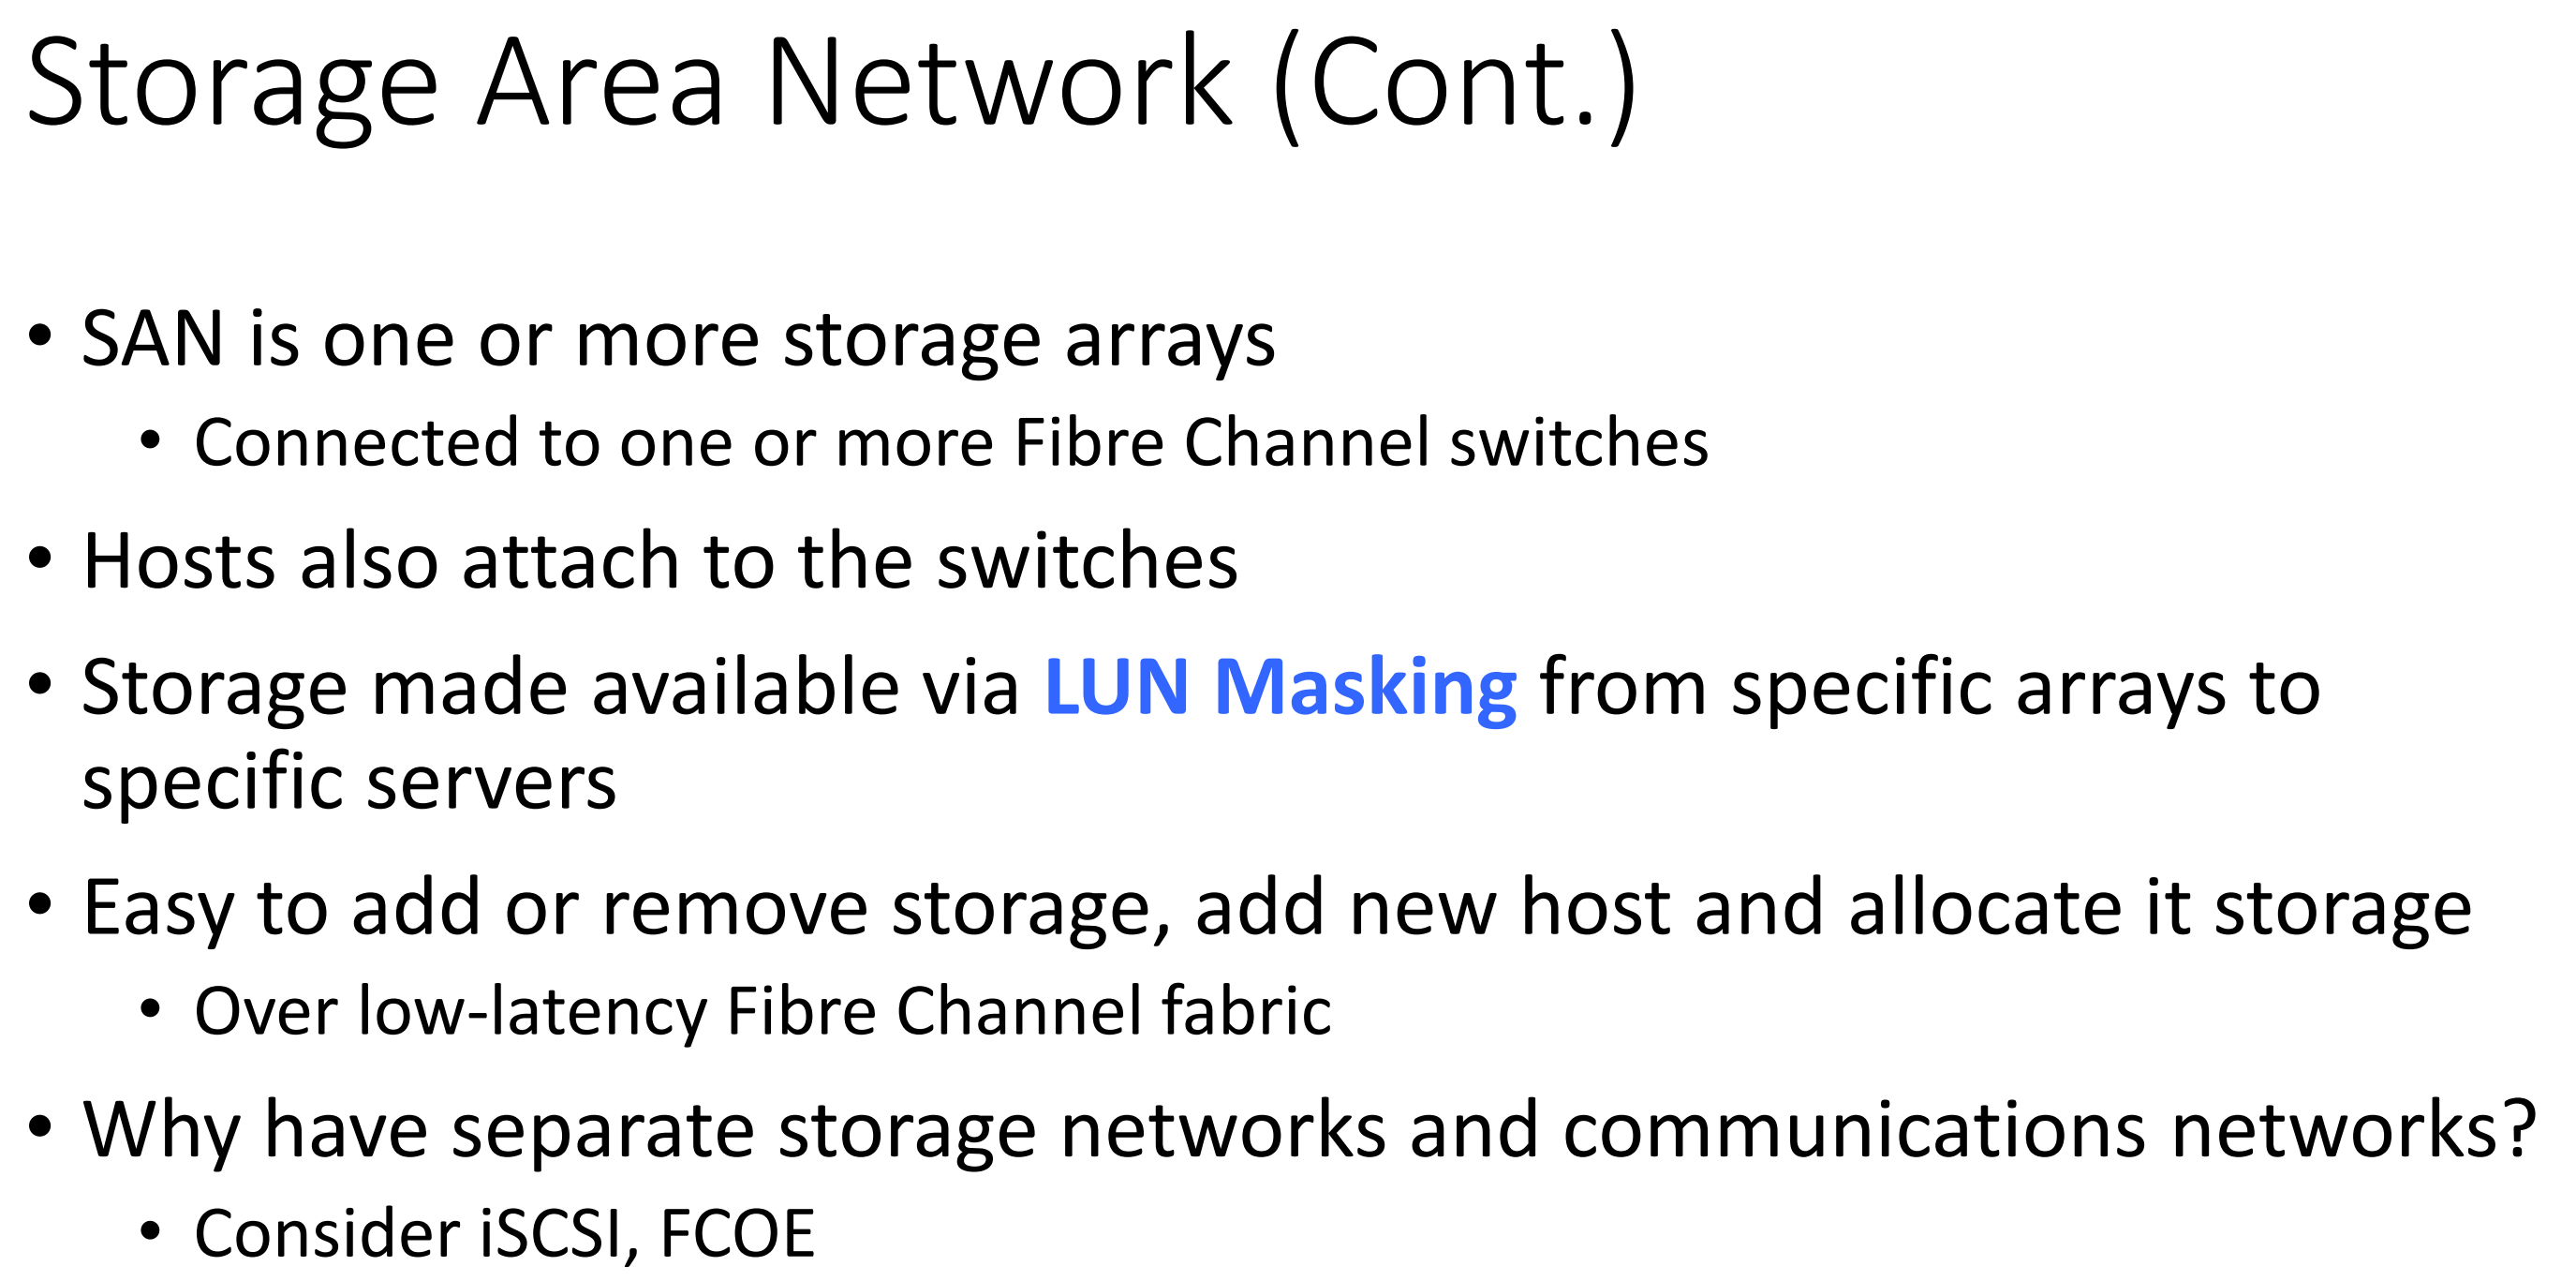 Storage Area Network (Cont.)
• SAN is one or more storage arrays
• Connected to one or more Fibre Channel switches
• Hosts also attach to the switches
• Storage made available via LUN Masking from specific arrays to
specific servers
• Easy to add or remove storage, add new host and allocate it storage
• Over low-latency Fibre Channel fabric
• Why have separate storage networks and communications networks?
• Consider iSCSI, FCOE